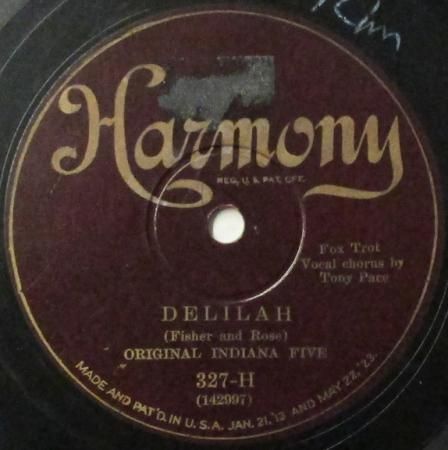 Harmony
REG. U.S. PAT. OFF.
Fox Trot
Vocal chorus by
Tony Pace
DELILAH
(Fisher and Rose)
ORIGINAL INDIANA FIVE
327-H
(142997)
MADE AND PAT'D. IN U.S.A. JAN. 21,'13 AND MAY 22,'23.